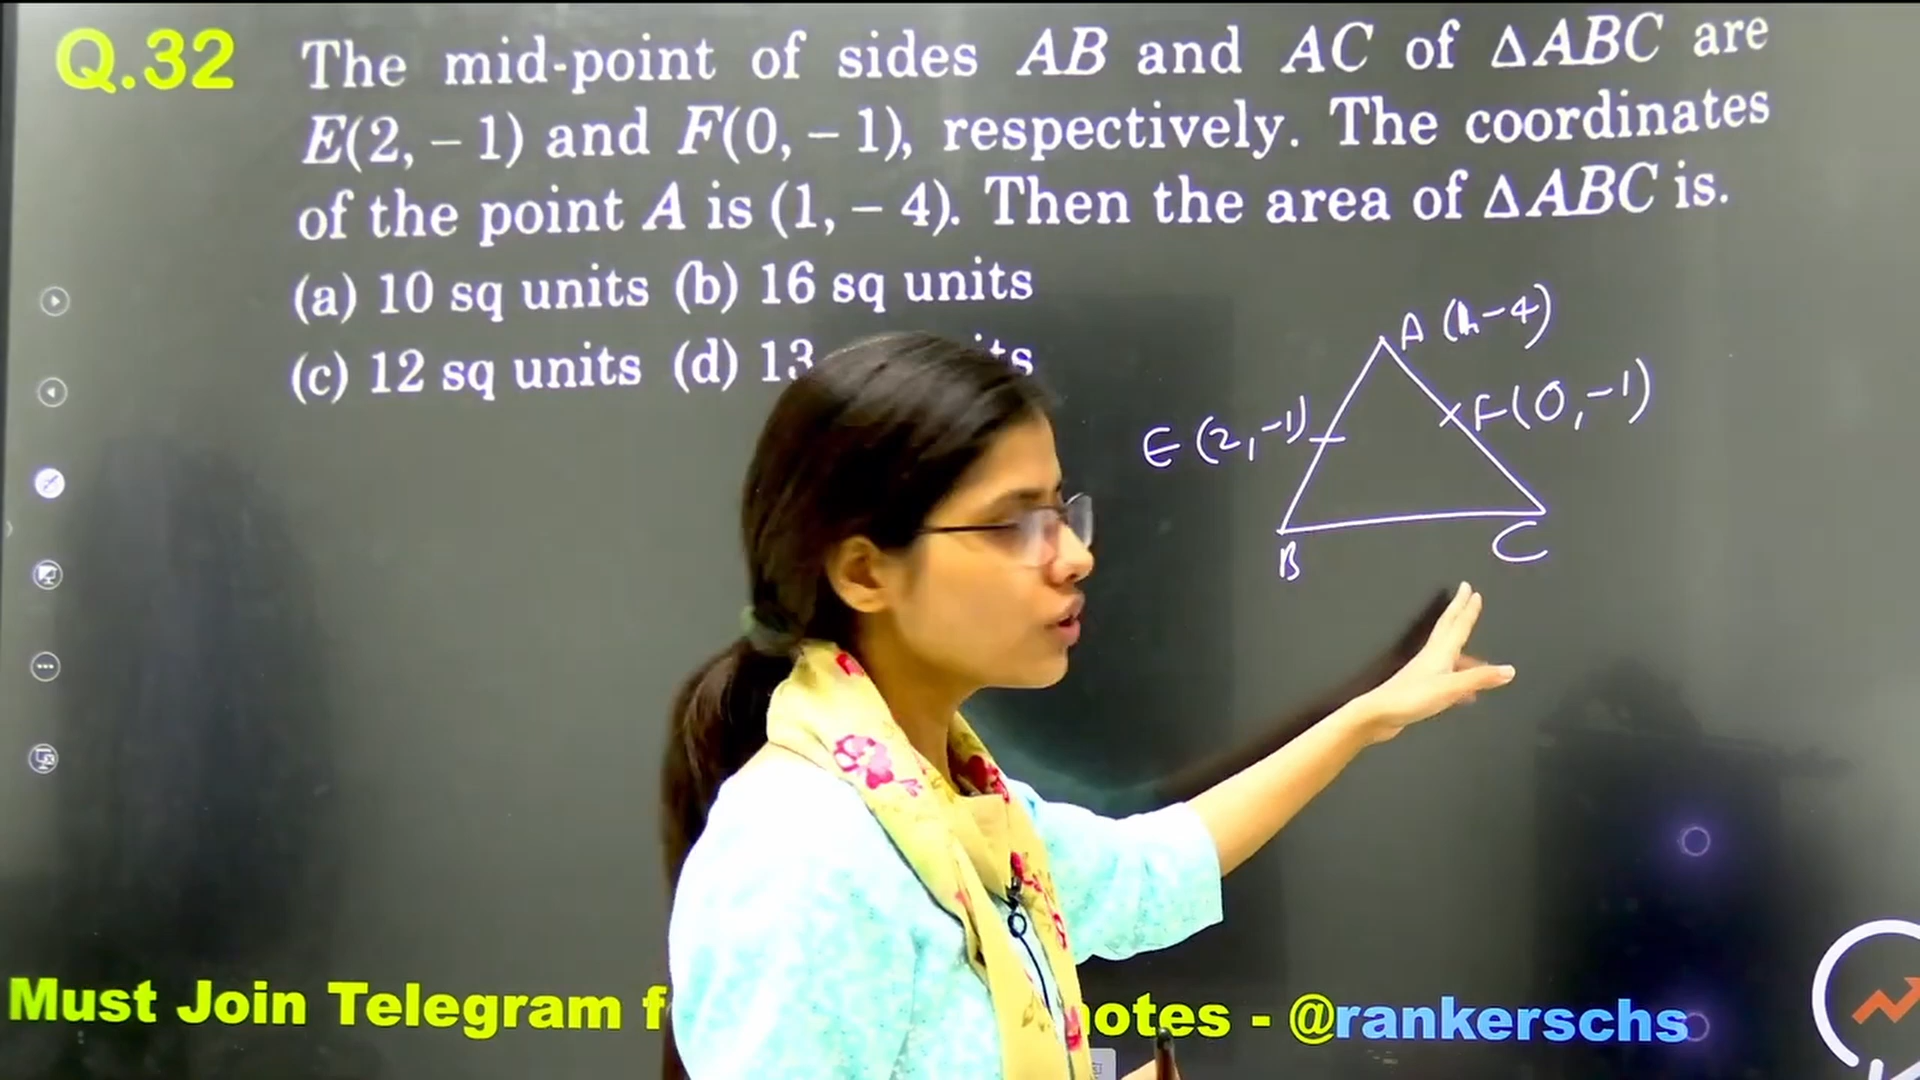 Q.32 The mid-point of sides AB and AC of ΔABC are
E(2, – 1) and F(0, – 1), respectively. The coordinates
of the point A is (1, – 4). Then the area of ΔABC is.
(a) 10 sq units (b) 16 sq units
(c) 12 sq units (d) 13
A (1,-4)
F(0,-1)
E (2,-1)
B
C
Must Join Telegram notes - @rankerschs